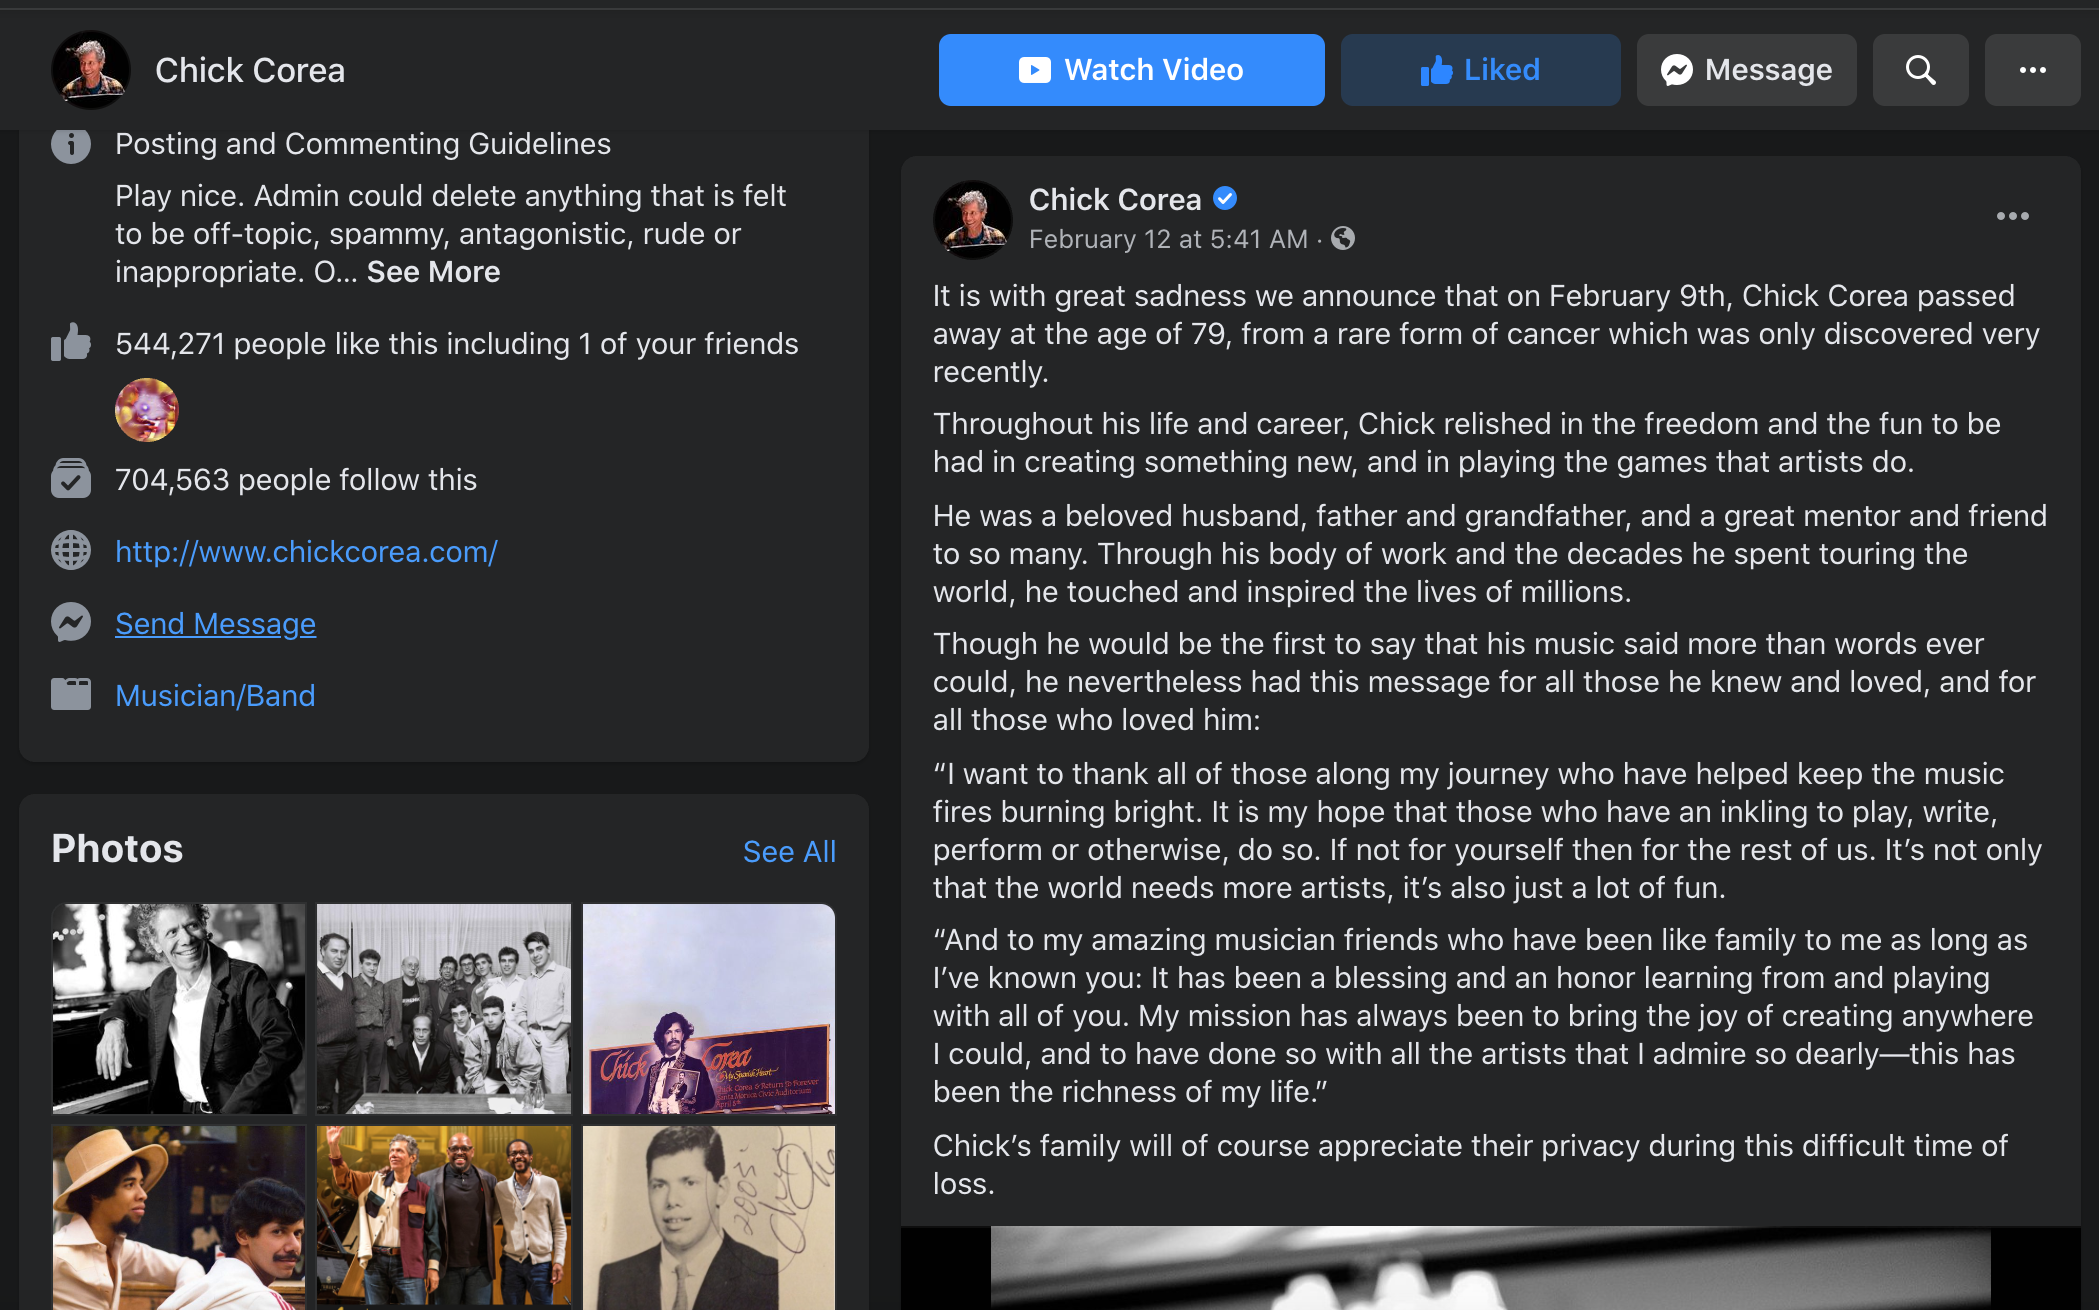 Chick Corea
Watch Video
Liked
Message
Posting and Commenting Guidelines
Play nice. Admin could delete anything that is felt
to be off-topic, spammy, antagonistic, rude or
inappropriate. O... See More
544,271 people like this including 1 of your friends
704,563 people follow this
http://www.chickcorea.com/
Send Message
Musician/Band
Photos
See All
Chick Corea
My Spanish Heart
Chick Corea & Return To Forever
Santa Monica Civic Auditorium
April 8th
2005
Chick Corea
February 12 at 5:41 AM ·
It is with great sadness we announce that on February 9th, Chick Corea passed
away at the age of 79, from a rare form of cancer which was only discovered very
recently.
Throughout his life and career, Chick relished in the freedom and the fun to be
had in creating something new, and in playing the games that artists do.
He was a beloved husband, father and grandfather, and a great mentor and friend
to so many. Through his body of work and the decades he spent touring the
world, he touched and inspired the lives of millions.
Though he would be the first to say that his music said more than words ever
could, he nevertheless had this message for all those he knew and loved, and for
all those who loved him:
“I want to thank all of those along my journey who have helped keep the music
fires burning bright. It is my hope that those who have an inkling to play, write,
perform or otherwise, do so. If not for yourself then for the rest of us. It’s not only
that the world needs more artists, it’s also just a lot of fun.
“And to my amazing musician friends who have been like family to me as long as
I’ve known you: It has been a blessing and an honor learning from and playing
with all of you. My mission has always been to bring the joy of creating anywhere
I could, and to have done so with all the artists that I admire so dearly—this has
been the richness of my life.”
Chick’s family will of course appreciate their privacy during this difficult time of
loss.